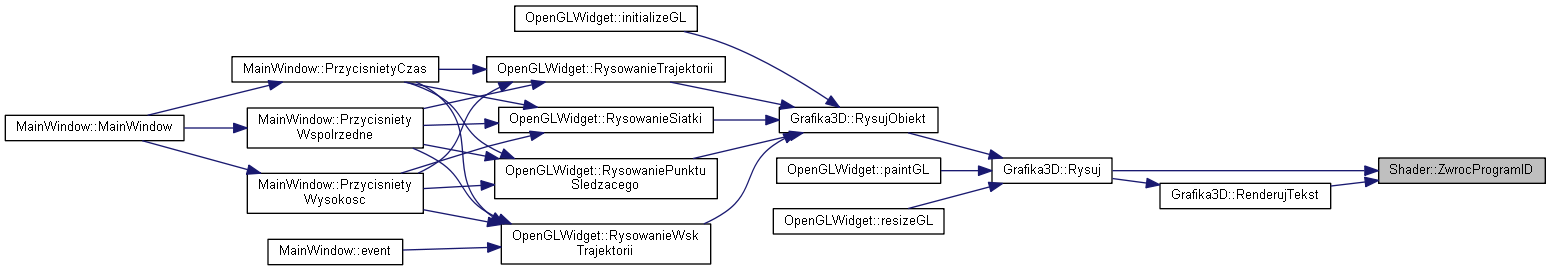 OpenGLWidget::initializeGL
MainWindow::PrzycisnietyCzas
OpenGLWidget::RysowanieTrajektorii
MainWindow::MainWindow
MainWindow::Przycisniety
Wspolrzedne
OpenGLWidget::RysowanieSiatki
Grafika3D::RysujObiekt
MainWindow::Przycisniety
Wysokosc
OpenGLWidget::RysowaniePunktu
Sledzacego
OpenGLWidget::paintGL
Grafika3D::Rysuj
Shader::ZwrocProgramID
Grafika3D::RenderujTekst
OpenGLWidget::resizeGL
MainWindow::event
OpenGLWidget::RysowanieWsk
Trajektorii